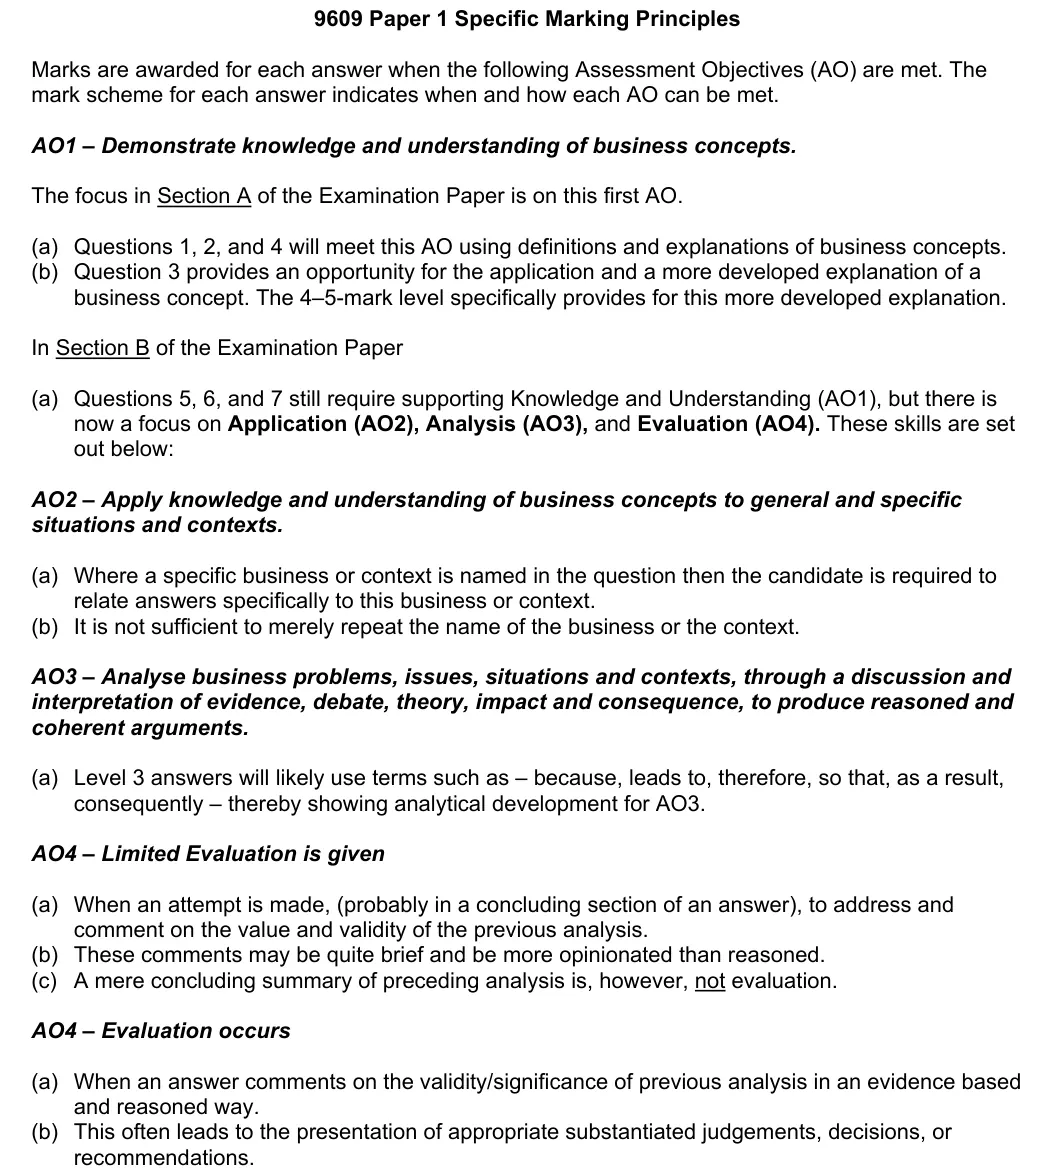 9609 Paper 1 Specific Marking Principles
Marks are awarded for each answer when the following Assessment Objectives (AO) are met. The
mark scheme for each answer indicates when and how each AO can be met.
AO1 – Demonstrate knowledge and understanding of business concepts.
The focus in Section A of the Examination Paper is on this first AO.
(a) Questions 1, 2, and 4 will meet this AO using definitions and explanations of business concepts.
(b) Question 3 provides an opportunity for the application and a more developed explanation of a
business concept. The 4–5-mark level specifically provides for this more developed explanation.
In Section B of the Examination Paper
(a) Questions 5, 6, and 7 still require supporting Knowledge and Understanding (AO1), but there is
now a focus on Application (AO2), Analysis (AO3), and Evaluation (AO4). These skills are set
out below:
AO2 – Apply knowledge and understanding of business concepts to general and specific
situations and contexts.
(a) Where a specific business or context is named in the question then the candidate is required to
relate answers specifically to this business or context.
(b) It is not sufficient to merely repeat the name of the business or the context.
AO3 – Analyse business problems, issues, situations and contexts, through a discussion and
interpretation of evidence, debate, theory, impact and consequence, to produce reasoned and
coherent arguments.
(a) Level 3 answers will likely use terms such as – because, leads to, therefore, so that, as a result,
consequently – thereby showing analytical development for AO3.
AO4 – Limited Evaluation is given
(a) When an attempt is made, (probably in a concluding section of an answer), to address and
comment on the value and validity of the previous analysis.
(b) These comments may be quite brief and be more opinionated than reasoned.
(c) A mere concluding summary of preceding analysis is, however, not evaluation.
AO4 – Evaluation occurs
(a) When an answer comments on the validity/significance of previous analysis in an evidence based
and reasoned way.
(b) This often leads to the presentation of appropriate substantiated judgements, decisions, or
recommendations.